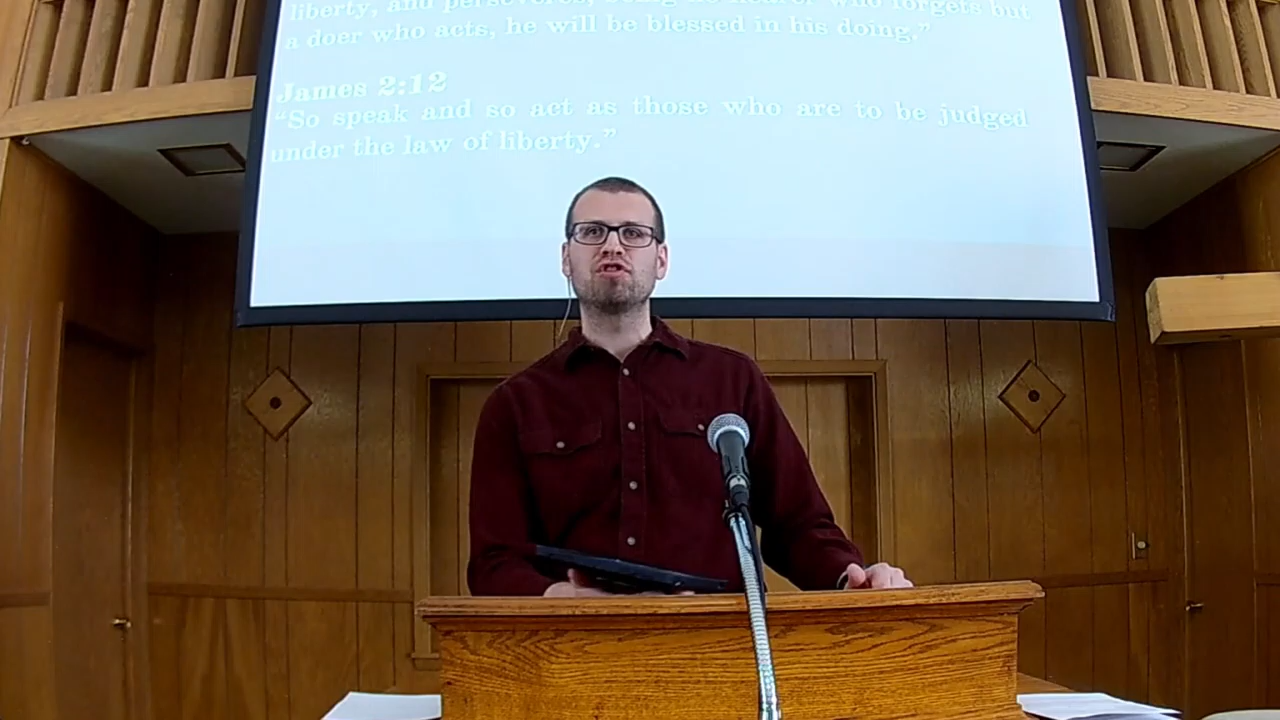 liberty, and perseveres, being no hearer who forgets but
a doer who acts, he will be blessed in his doing.”
James 2:12
“So speak and so act as those who are to be judged
under the law of liberty.”